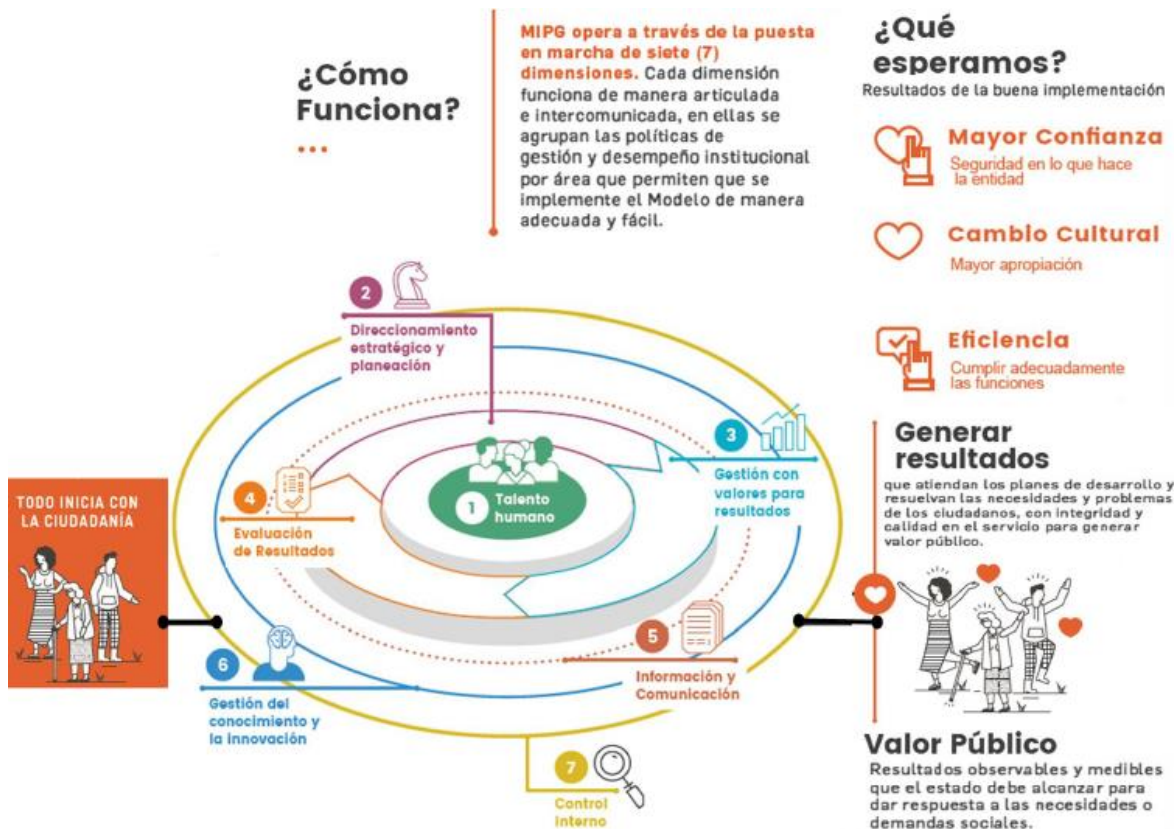 ¿Cómo
Funciona?
...
MIPG opera a través de la puesta
en marcha de siete (7)
dimensiones. Cada dimensión
funciona de manera articulada
e intercomunicada, en ellas se
agrupan las políticas de
gestión y desempeño institucional
por área que permiten que se
implemente el Modelo de manera
adecuada y fácil.
¿Qué
esperamos?
Resultados de la buena implementación
Mayor Confianza
Seguridad en lo que hace
la entidad
Cambio Cultural
Mayor apropiación
Eficiencia
Cumplir adecuadamente
las funciones
Generar
resultados
que atiendan los planes de desarrollo y
resuelvan las necesidades y problemas
de los ciudadanos, con integridad y
calidad en el servicio para generar
valor público.
Valor Público
Resultados observables y medibles
que el estado debe alcanzar para
dar respuesta a las necesidades o
demandas sociales.
TODO INICIA CON
LA CIUDADANÍA
1
Talento
humano
2
Direccionamiento
estratégico y
planeación
3
Gestión con
valores para
resultados
4
Evaluación
de Resultados
5
Información y
Comunicación
6
Gestión del
conocimiento y
la innovación
7
Control
interno